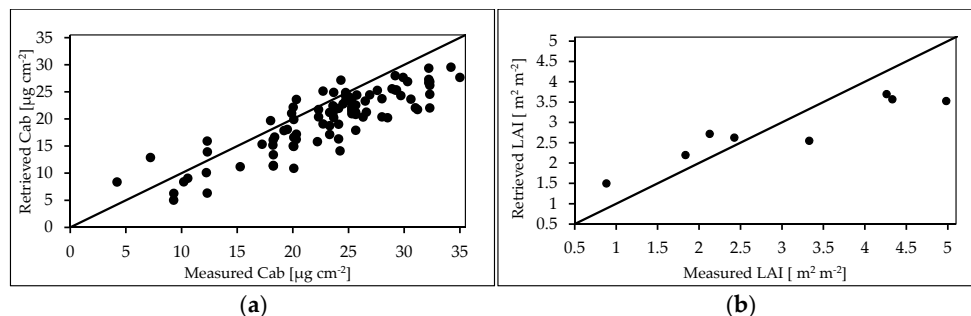 Retrieved Cab [µg cm-2]
35
30
25
20
15
10
5
0
0 5 10 15 20 25 30 35
Measured Cab [µg cm-2]
(a)
Retrieved LAI [ m2 m-2]
5
4.5
4
3.5
3
2.5
2
1.5
1
0.5
0.5 1 1.5 2 2.5 3 3.5 4 4.5 5
Measured LAI [ m2 m-2]
(b)